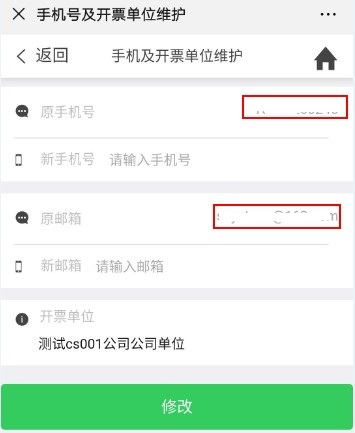 手机号及开票单位维护
返回 手机及开票单位维护
原手机号
新手机号 请输入手机号
原邮箱
新邮箱 请输入邮箱
开票单位
测试cs001公司公司单位
修改